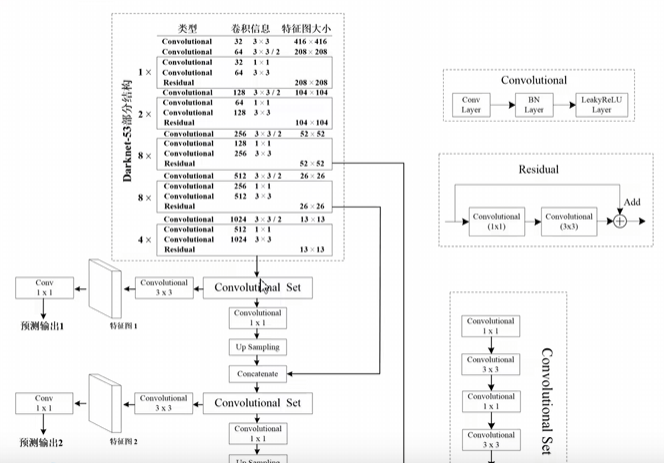 类型 卷积信息 特征图大小
Convolutional 32 3×3 416×416
Convolutional 64 3×3/2 208×208
Convolutional 32 1×1
1× Convolutional 64 3×3
Residual 208×208
Convolutional 128 3×3/2 104×104
Convolutional 64 1×1
2× Convolutional 128 3×3
Residual 104×104
Convolutional 256 3×3/2 52×52
Convolutional 128 1×1
8× Convolutional 256 3×3
Residual 52×52
Convolutional 512 3×3/2 26×26
Convolutional 256 1×1
8× Convolutional 512 3×3
Residual 26×26
Convolutional 1024 3×3/2 13×13
Convolutional 512 1×1
4× Convolutional 1024 3×3
Residual 13×13
Darknet-53部分结构
Conv
1 x 1
预测输出1
特征图1
Convolutional
3 x 3
Convolutional Set
Convolutional
1 x 1
Up Sampling
Concatenate
Conv
1 x 1
预测输出2
特征图2
Convolutional
3 x 3
Convolutional Set
Convolutional
1 x 1
Up Sampling
Convolutional
Conv
Layer
BN
Layer
LeakyReLU
Layer
Residual
Add
Convolutional
(1x1)
Convolutional
(3x3)
Convolutional
1 x 1
Convolutional
3 x 3
Convolutional
1 x 1
Convolutional
3 x 3
Convolutional Set